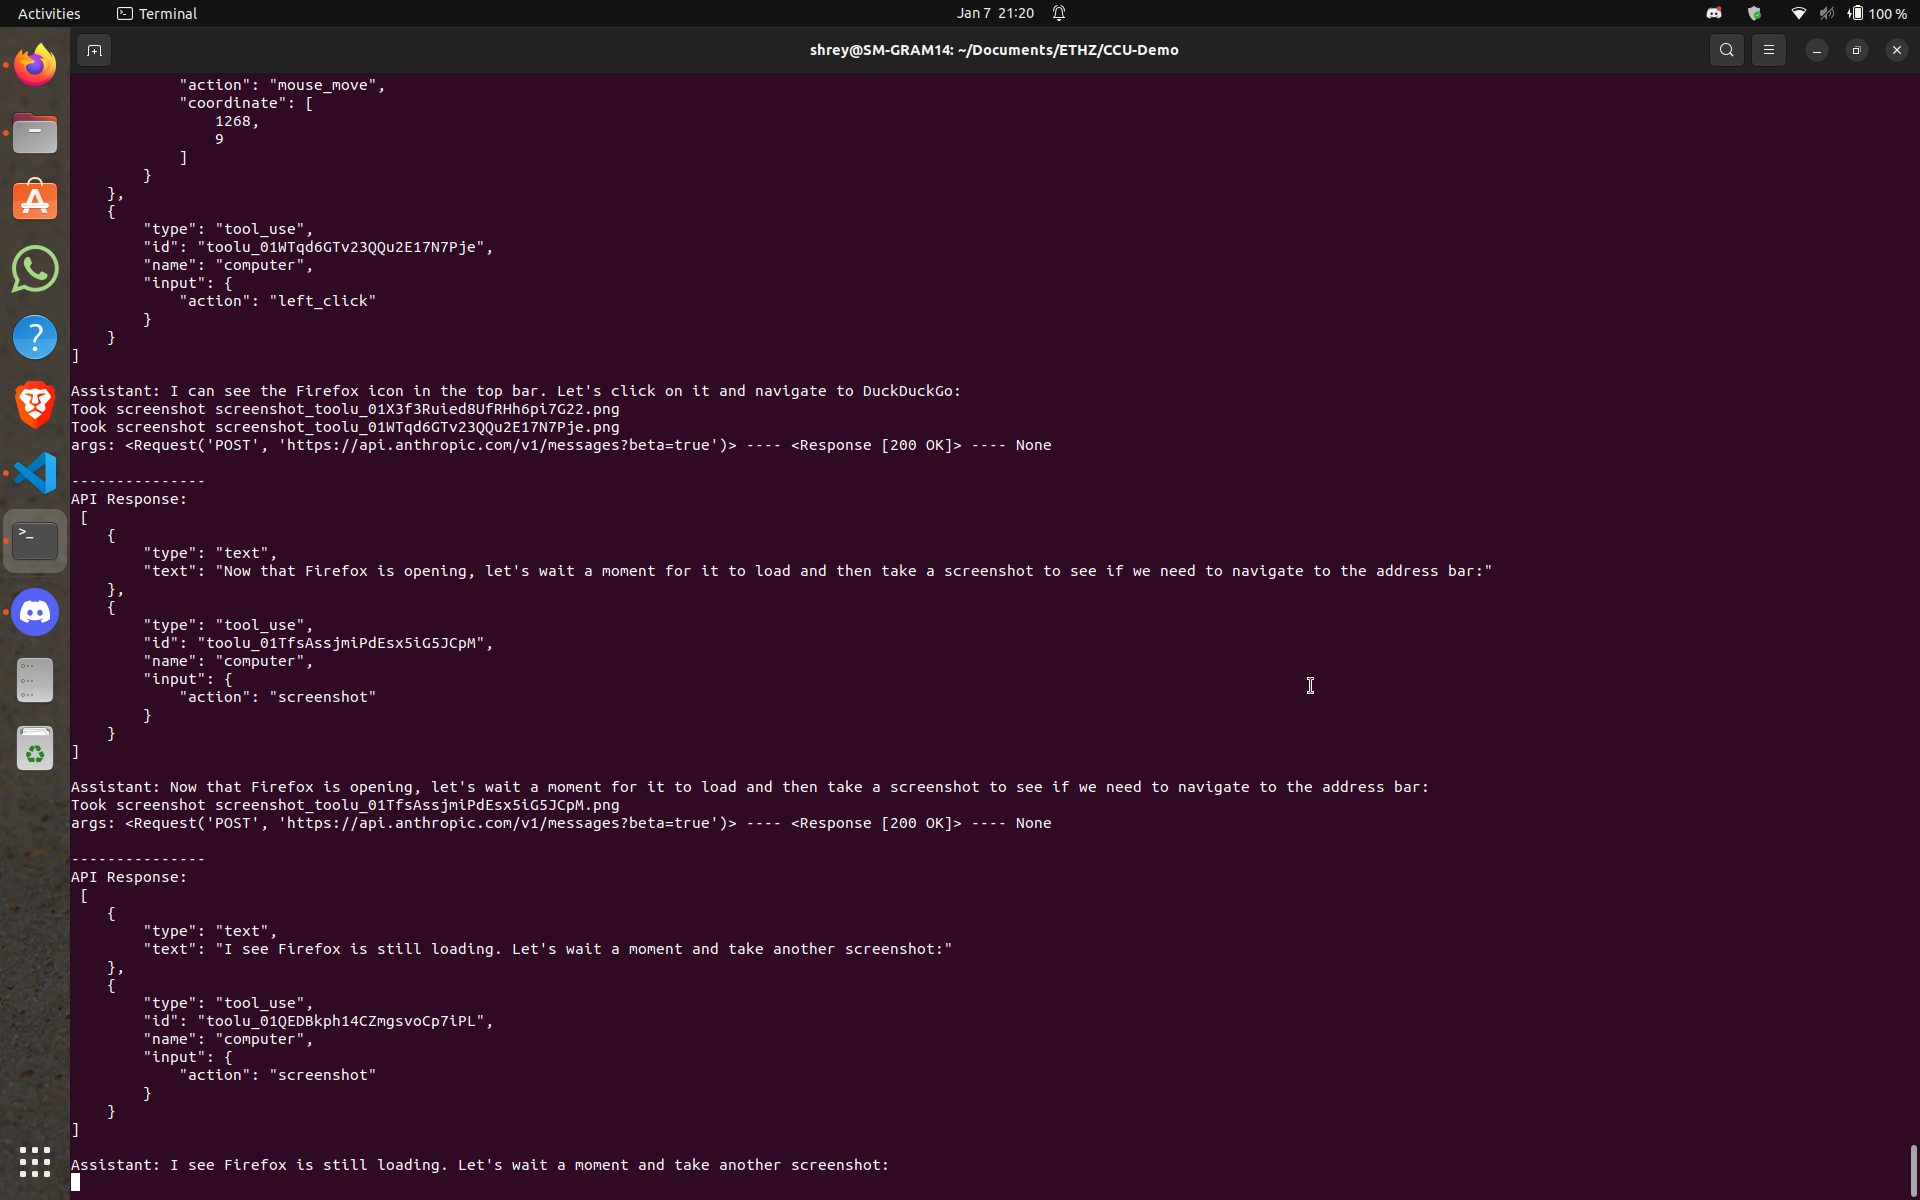 Activities Terminal Jan 7 21:20 100 %
shrey@SM-GRAM14: ~/Documents/ETHZ/CCU-Demo
"action": "mouse_move",
"coordinate": [
1268,
9
]
}
},
{
"type": "tool_use",
"id": "toolu_01WTqd6GTv23QQu2E17N7Pje",
"name": "computer",
"input": {
"action": "left_click"
}
}
]
Assistant: I can see the Firefox icon in the top bar. Let's click on it and navigate to DuckDuckGo:
Took screenshot screenshot_toolu_01X3f3Ruied8UfRHh6pi7G22.png
Took screenshot screenshot_toolu_01WTqd6GTv23QQu2E17N7Pje.png
args: <Request('POST', 'https://api.anthropic.com/v1/messages?beta=true')> ---- <Response [200 OK]> ---- None
---------------
API Response:
[
{
"type": "text",
"text": "Now that Firefox is opening, let's wait a moment for it to load and then take a screenshot to see if we need to navigate to the address bar:"
},
{
"type": "tool_use",
"id": "toolu_01TfsAssjmiPdEsx5iG5JCpM",
"name": "computer",
"input": {
"action": "screenshot"
}
}
]
Assistant: Now that Firefox is opening, let's wait a moment for it to load and then take a screenshot to see if we need to navigate to the address bar:
Took screenshot screenshot_toolu_01TfsAssjmiPdEsx5iG5JCpM.png
args: <Request('POST', 'https://api.anthropic.com/v1/messages?beta=true')> ---- <Response [200 OK]> ---- None
---------------
API Response:
[
{
"type": "text",
"text": "I see Firefox is still loading. Let's wait a moment and take another screenshot:"
},
{
"type": "tool_use",
"id": "toolu_01QEDBkph14CZmgsvoCp7iPL",
"name": "computer",
"input": {
"action": "screenshot"
}
}
]
Assistant: I see Firefox is still loading. Let's wait a moment and take another screenshot: